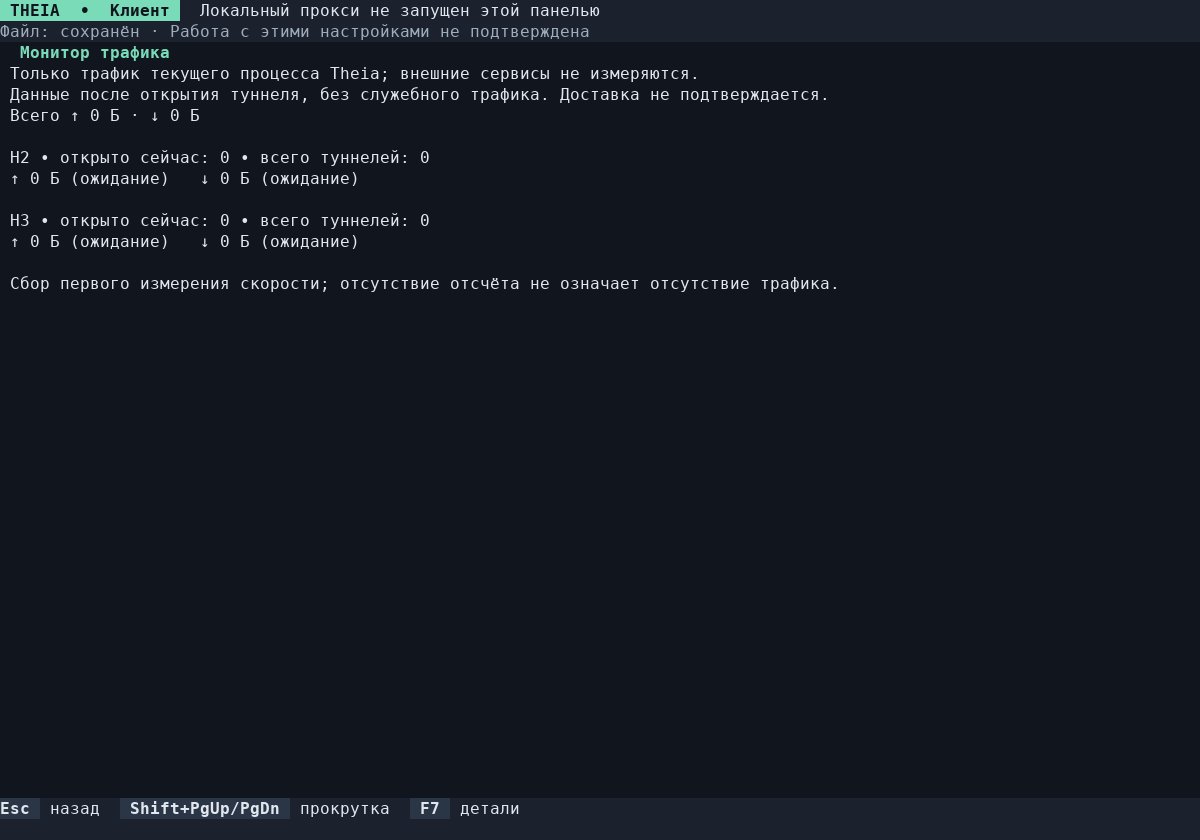 THEIA • Клиент Локальный прокси не запущен этой панелью
Файл: сохранён · Работа с этими настройками не подтверждена
Монитор трафика
Только трафик текущего процесса Theia; внешние сервисы не измеряются.
Данные после открытия туннеля, без служебного трафика. Доставка не подтверждается.
Всего ↑ 0 Б · ↓ 0 Б
H2 • открыто сейчас: 0 • всего туннелей: 0
↑ 0 Б (ожидание) ↓ 0 Б (ожидание)
H3 • открыто сейчас: 0 • всего туннелей: 0
↑ 0 Б (ожидание) ↓ 0 Б (ожидание)
Сбор первого измерения скорости; отсутствие отсчёта не означает отсутствие трафика.
Esc назад Shift+PgUp/PgDn прокрутка F7 детали